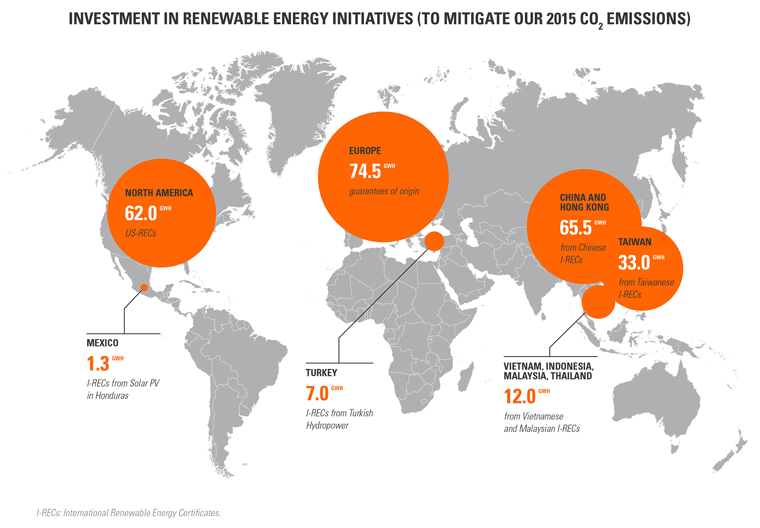 INVESTMENT IN RENEWABLE ENERGY INITIATIVES (TO MITIGATE OUR 2015 CO₂ EMISSIONS)
EUROPE
74.5 GWH
guarantees of origin
NORTH AMERICA
62.0 GWH
US-RECs
CHINA AND
HONG KONG
65.5 GWH
from Chinese
I-RECs
TAIWAN
33.0 GWH
from Taiwanese
I-RECs
MEXICO
1.3 GWH
I-RECs from Solar PV
in Honduras
TURKEY
7.0 GWH
I-RECs from Turkish
Hydropower
VIETNAM, INDONESIA,
MALAYSIA, THAILAND
12.0 GWH
from Vietnamese
and Malaysian I-RECs
I-RECs: International Renewable Energy Certificates.